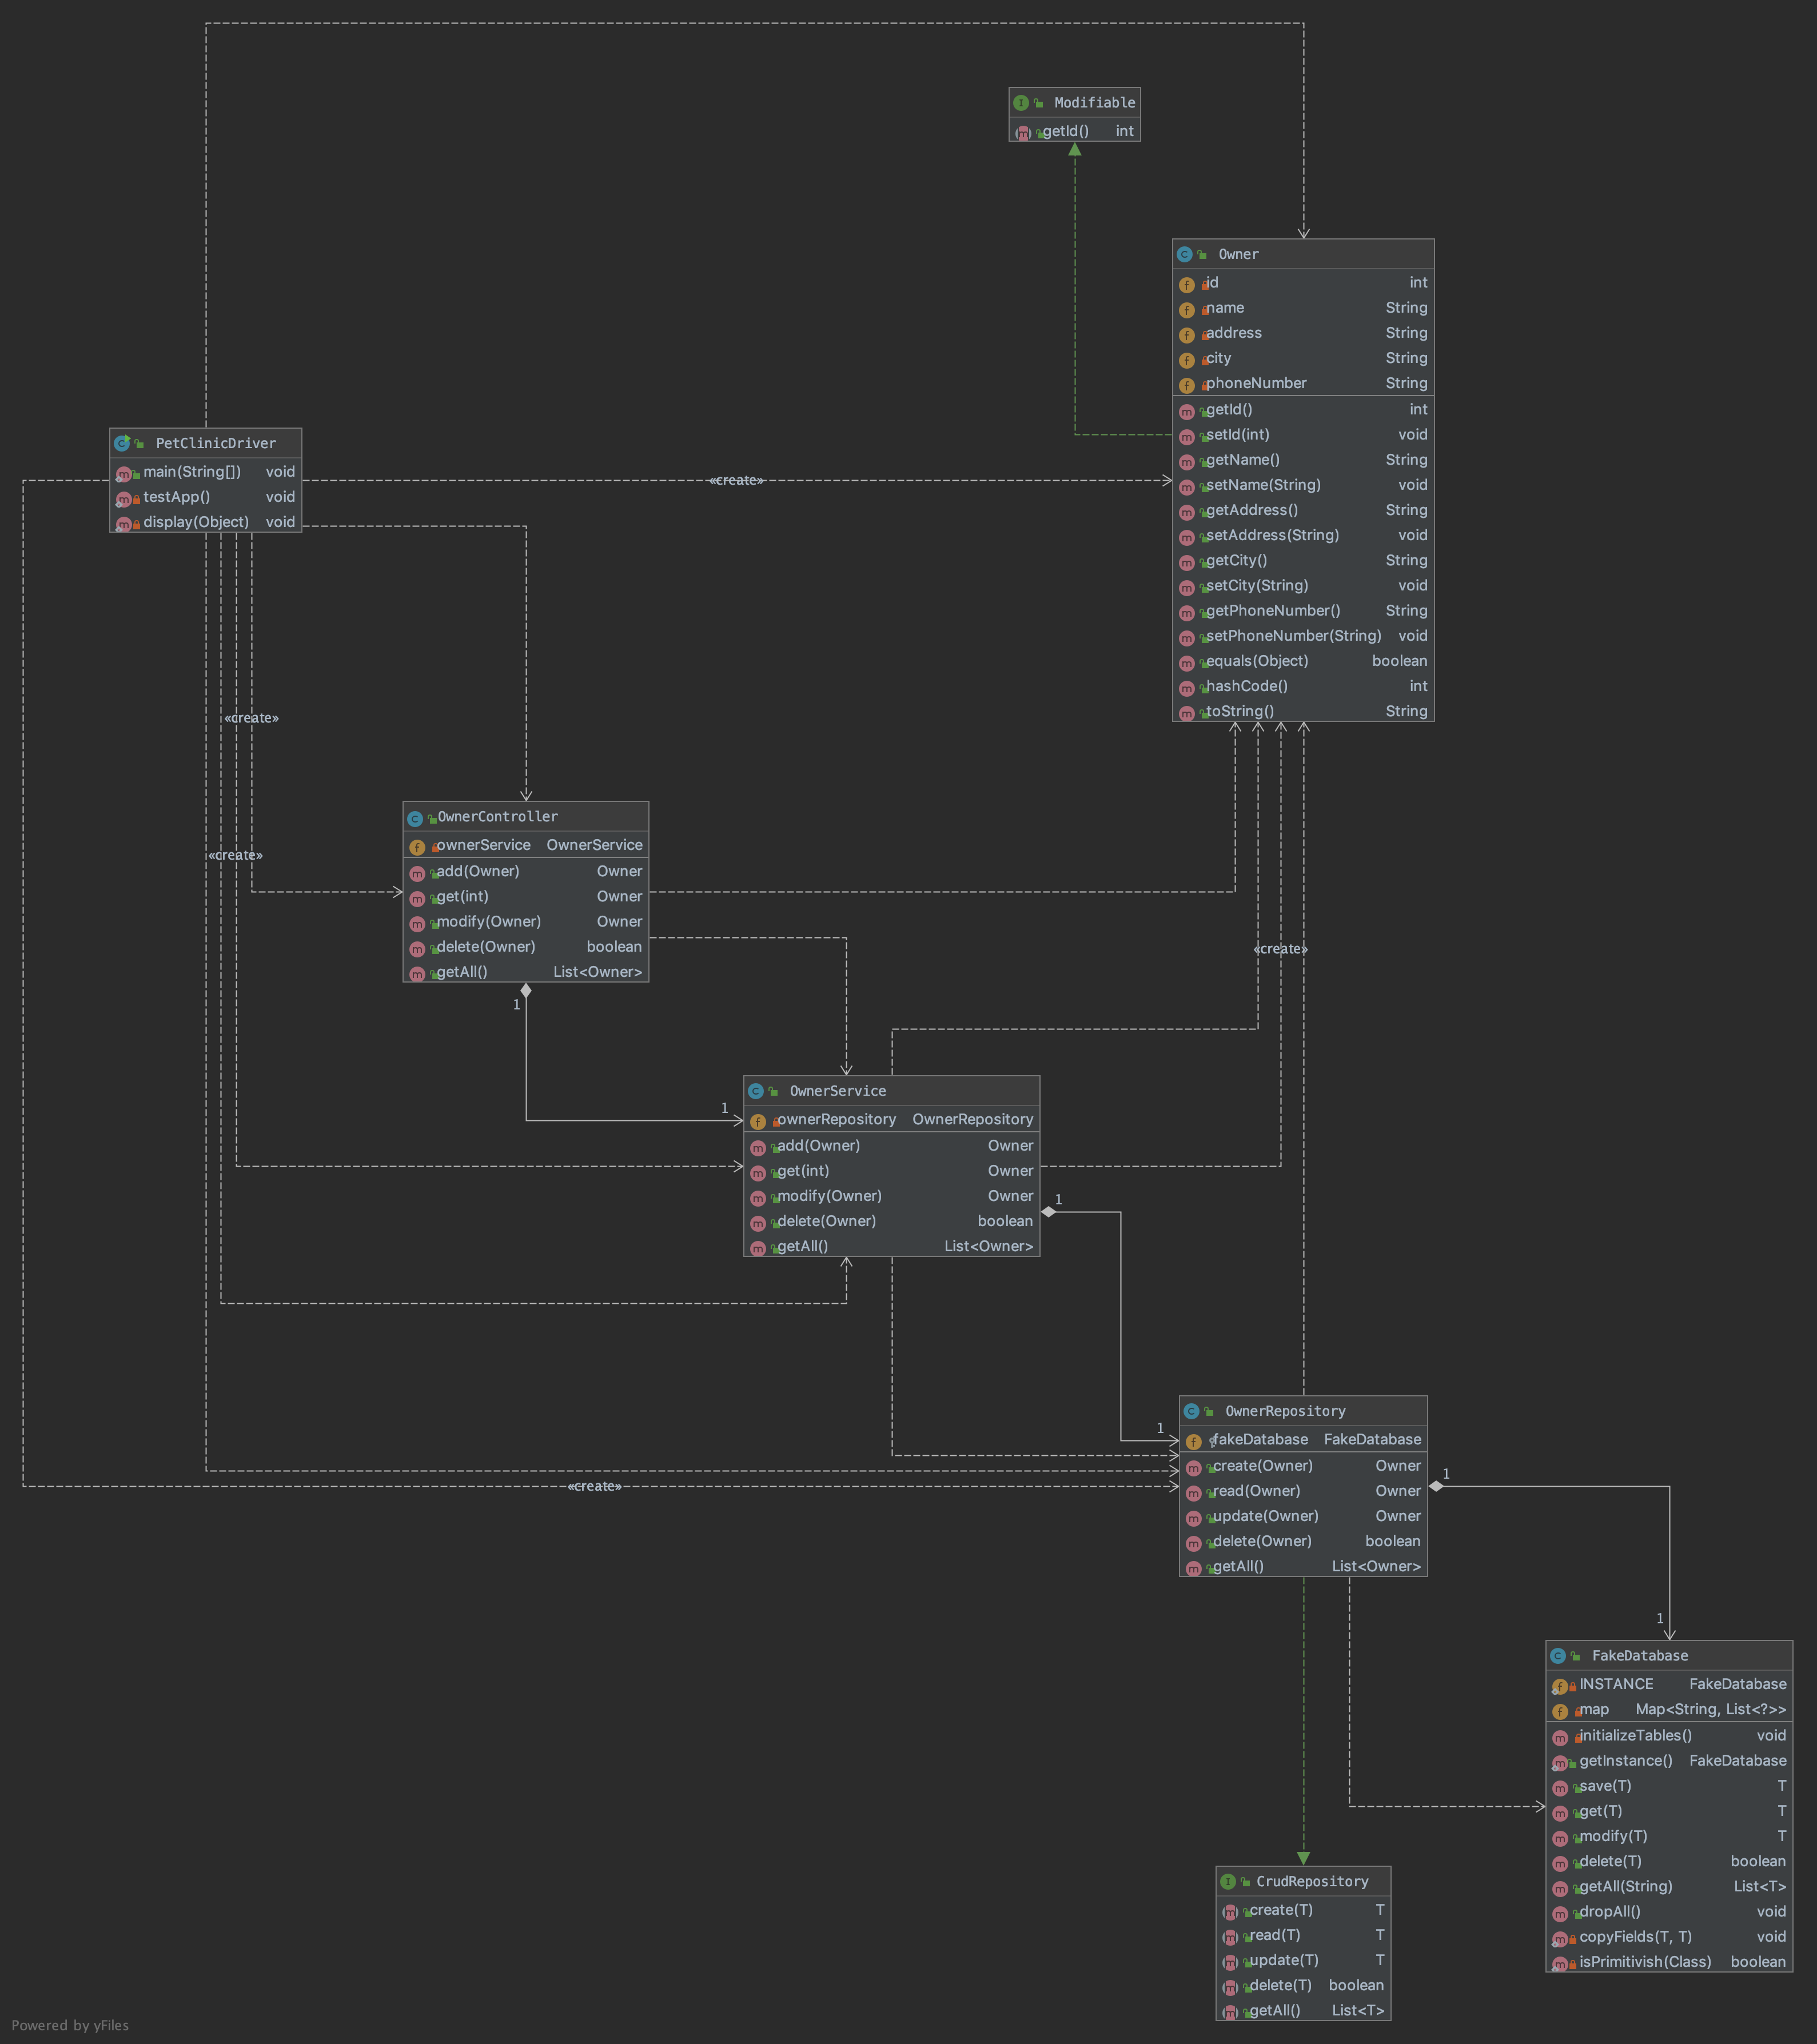 Modifiable
getId() int
Owner
id int
name String
address String
city String
phoneNumber String
getId() int
setId(int) void
getName() String
setName(String) void
getAddress() String
setAddress(String) void
getCity() String
setCity(String) void
getPhoneNumber() String
setPhoneNumber(String) void
equals(Object) boolean
hashCode() int
toString() String
PetClinicDriver
main(String[]) void
testApp() void
display(Object) void
«create»
«create»
«create»
OwnerController
ownerService OwnerService
add(Owner) Owner
get(int) Owner
modify(Owner) Owner
delete(Owner) boolean
getAll() List<Owner>
«create»
1
1
OwnerService
ownerRepository OwnerRepository
add(Owner) Owner
get(int) Owner
modify(Owner) Owner
delete(Owner) boolean
getAll() List<Owner>
1
1
OwnerRepository
fakeDatabase FakeDatabase
create(Owner) Owner
read(Owner) Owner
update(Owner) Owner
delete(Owner) boolean
getAll() List<Owner>
«create»
1
1
FakeDatabase
INSTANCE FakeDatabase
map Map<String, List<?>>
initializeTables() void
getInstance() FakeDatabase
save(T) T
get(T) T
modify(T) T
delete(T) boolean
getAll(String) List<T>
dropAll() void
copyFields(T, T) void
isPrimitivish(Class) boolean
CrudRepository
create(T) T
read(T) T
update(T) T
delete(T) boolean
getAll() List<T>
Powered by yFiles